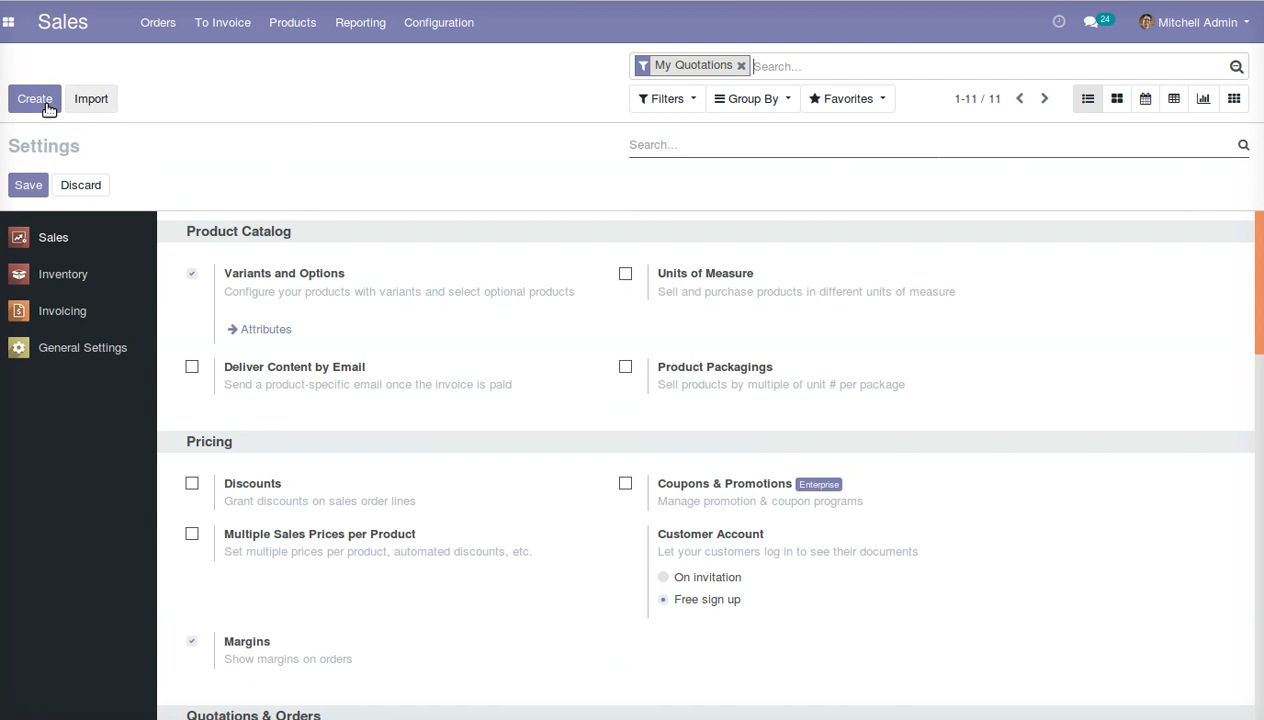 Sales Orders To Invoice Products Reporting Configuration 24 Mitchell Admin
My Quotations Search...
Create Import Filters Group By Favorites 1-11 / 11
Settings Search...
Save Discard
Sales
Inventory
Invoicing
General Settings
Product Catalog
Variants and Options
Configure your products with variants and select optional products
Attributes
Units of Measure
Sell and purchase products in different units of measure
Deliver Content by Email
Send a product-specific email once the invoice is paid
Product Packagings
Sell products by multiple of unit # per package
Pricing
Discounts
Grant discounts on sales order lines
Coupons & Promotions Enterprise
Manage promotion & coupon programs
Multiple Sales Prices per Product
Set multiple prices per product, automated discounts, etc.
Customer Account
Let your customers log in to see their documents
On invitation
Free sign up
Margins
Show margins on orders
Quotations & Orders